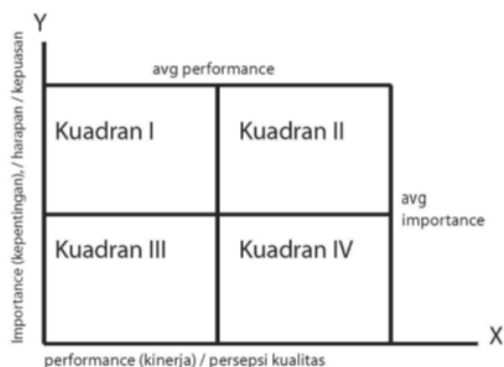 Y
avg performance
Kuadran I
Kuadran II
Importance (kepentingan), / harapan / kepuasan
avg
importance
Kuadran III
Kuadran IV
X
performance (kinerja) / persepsi kualitas